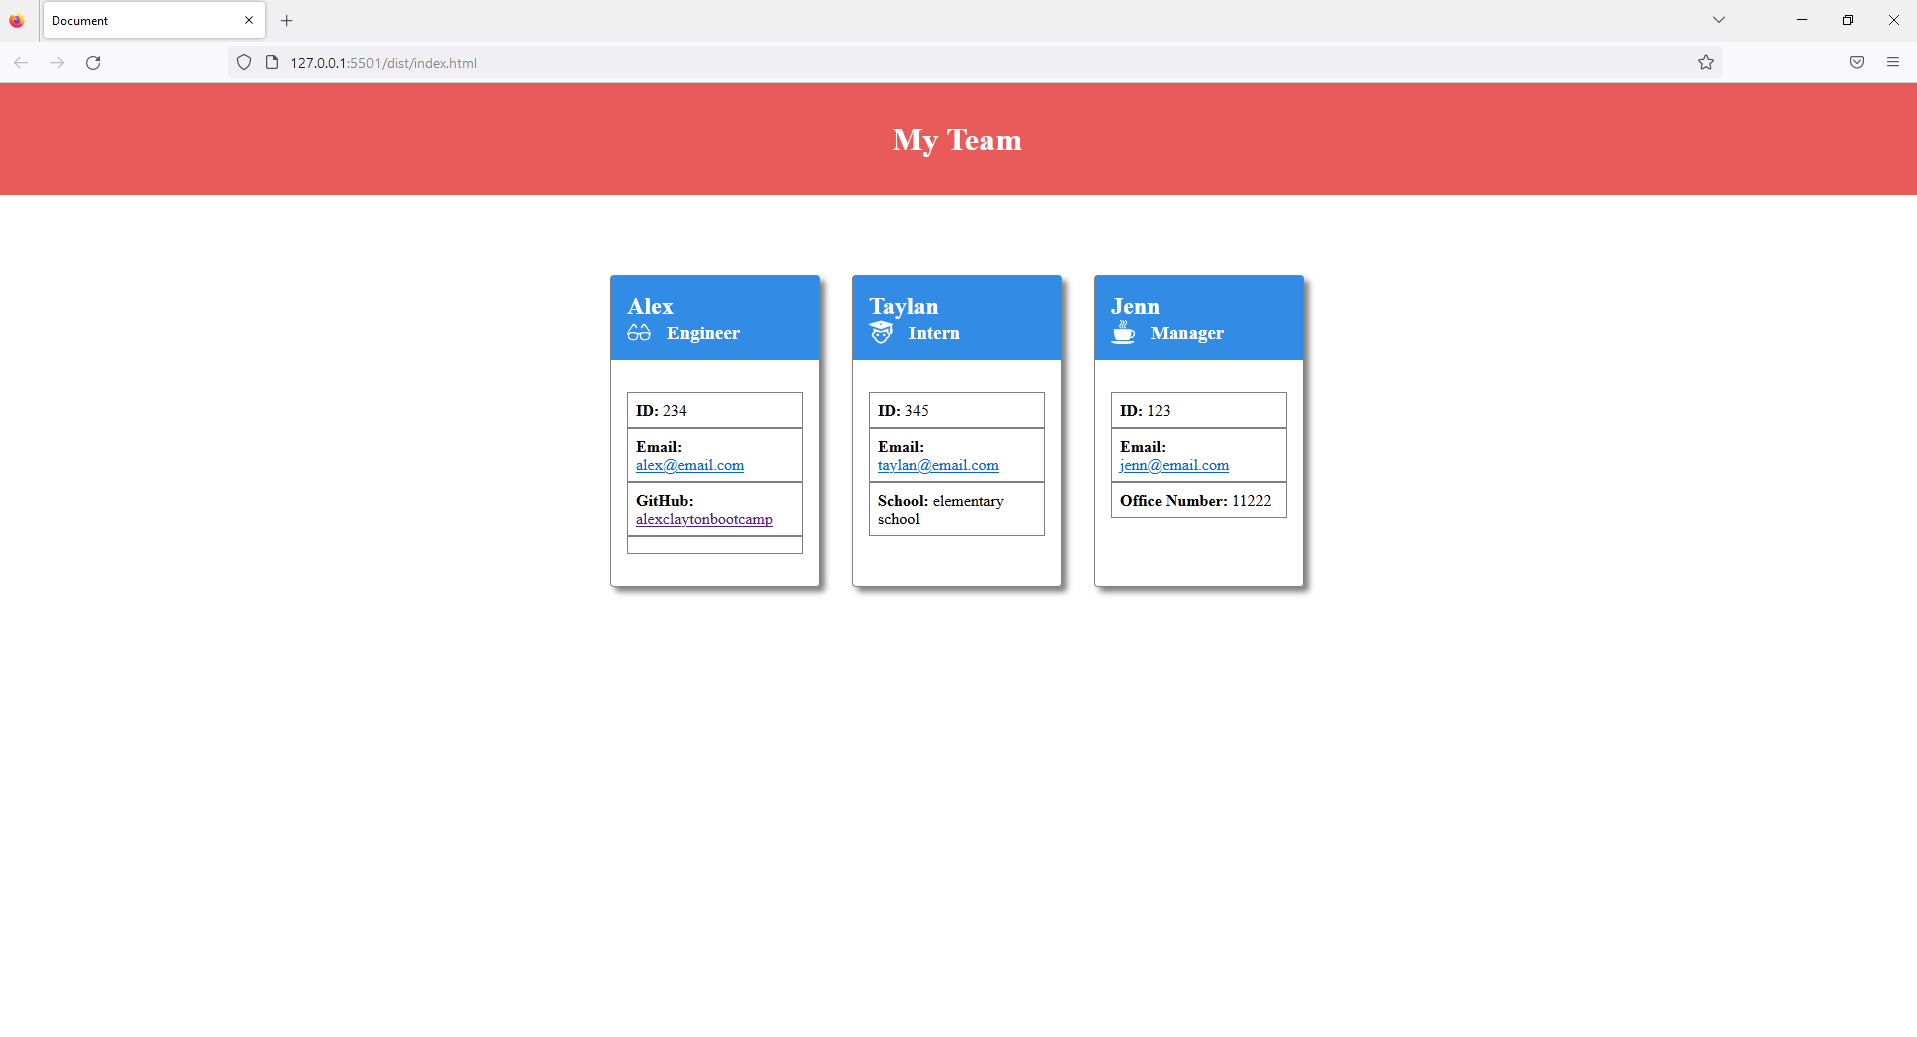 Document
127.0.0.1:5501/dist/index.html
My Team
Alex
Engineer
ID: 234
Email:
alex@email.com
GitHub:
alexclaytonbootcamp
Taylan
Intern
ID: 345
Email:
taylan@email.com
School: elementary
school
Jenn
Manager
ID: 123
Email:
jenn@email.com
Office Number: 11222